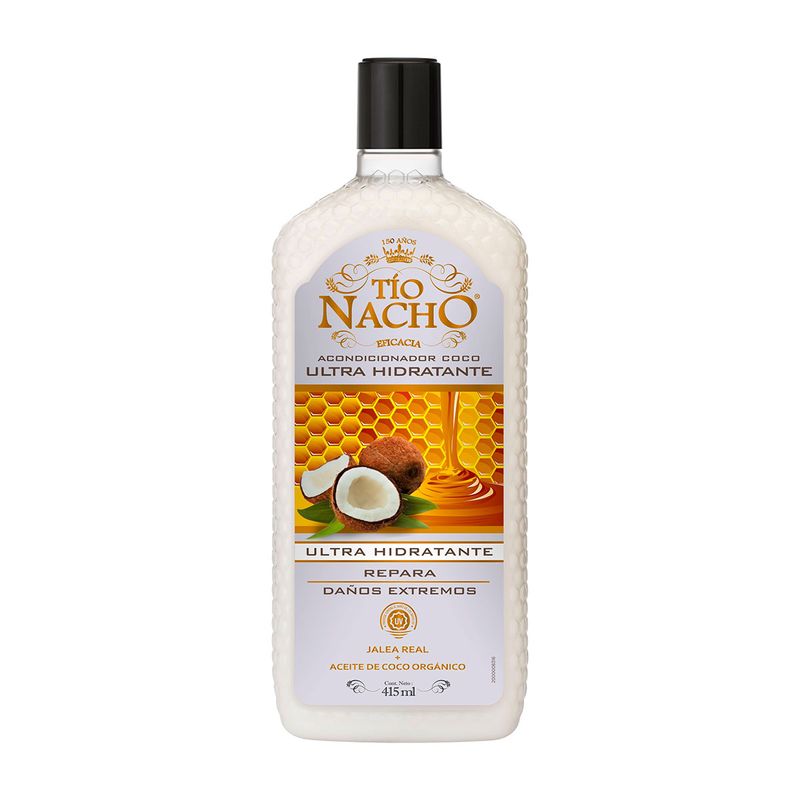 150 AÑOS
TÍO
NACHO®
EFICACIA
ACONDICIONADOR COCO
ULTRA HIDRATANTE
ULTRA HIDRATANTE
REPARA
DAÑOS EXTREMOS
UV
JALEA REAL
+
ACEITE DE COCO ORGÁNICO
Cont. Neto :
415 ml